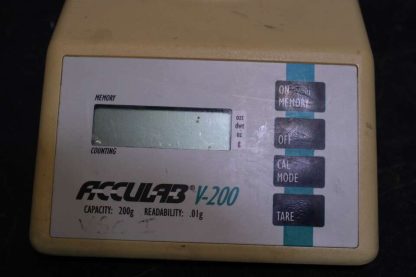 MEMORY
ozt
dwt
oz
g
COUNTING
ON
MEMORY
OFF
CAL
MODE
TARE
ACCULAB® V-200
CAPACITY: 200g READABILITY: .01g